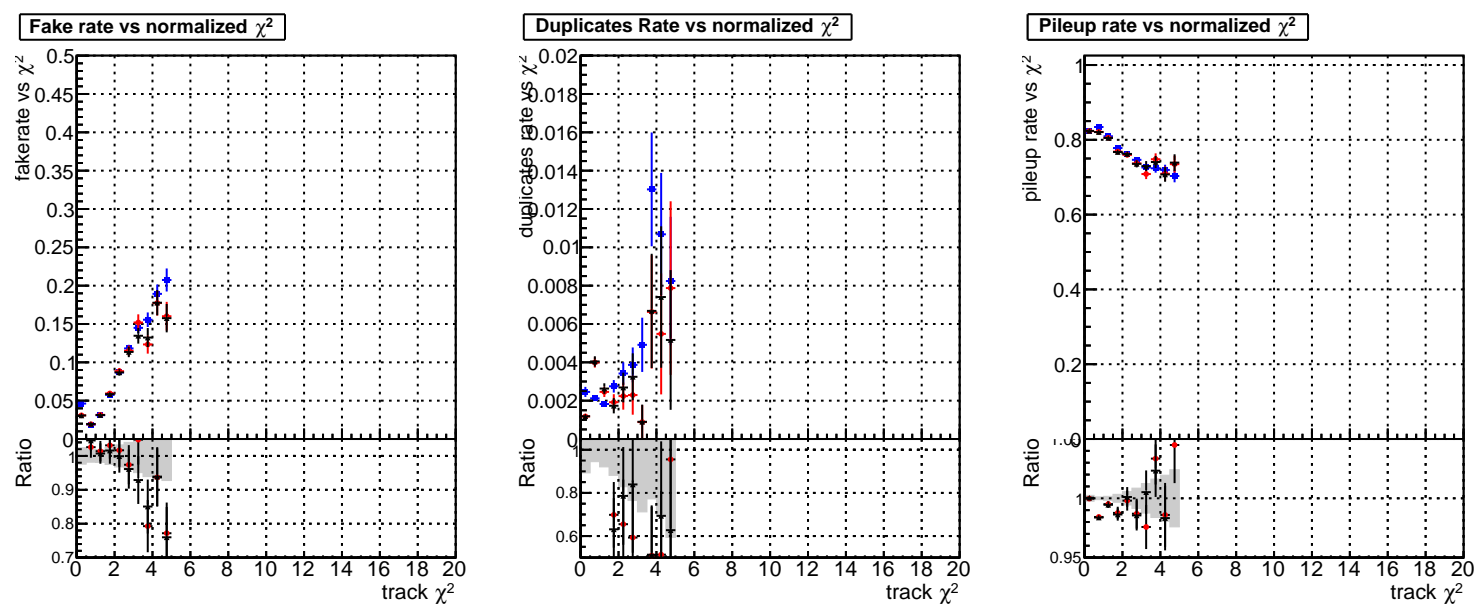 Fake rate vs normalized χ²
fakerate vs χ²
0.5
0.45
0.4
0.35
0.3
0.25
0.2
0.15
0.1
0.05
0
Ratio
1
0.9
0.8
0.7
0 2 4 6 8 10 12 14 16 18 20
track χ²
Duplicates Rate vs normalized χ²
duplicates rate vs χ²
0.02
0.018
0.016
0.014
0.012
0.01
0.008
0.006
0.004
0.002
0
Ratio
1
0.8
0.6
0 2 4 6 8 10 12 14 16 18 20
track χ²
Pileup rate vs normalized χ²
pileup rate vs χ²
1
0.8
0.6
0.4
0.2
0
Ratio
1
0.95
0 2 4 6 8 10 12 14 16 18 20
track χ²